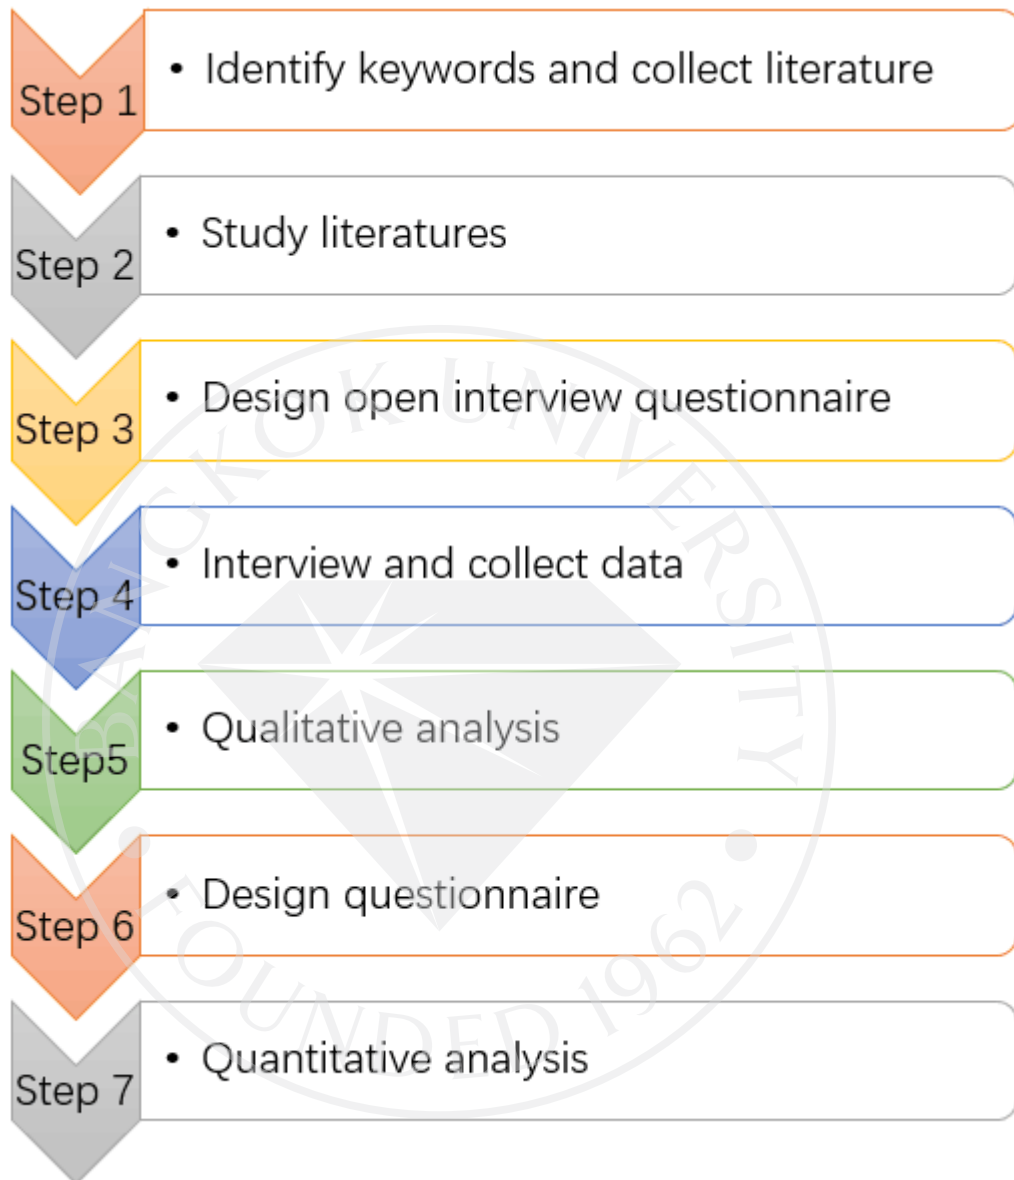 Step 1
• Identify keywords and collect literature
Step 2
• Study literatures
Step 3
• Design open interview questionnaire
Step 4
• Interview and collect data
Step5
• Qualitative analysis
Step 6
• Design questionnaire
Step 7
• Quantitative analysis
BANGKOK UNIVERSITY
• FOUNDED 1962 •